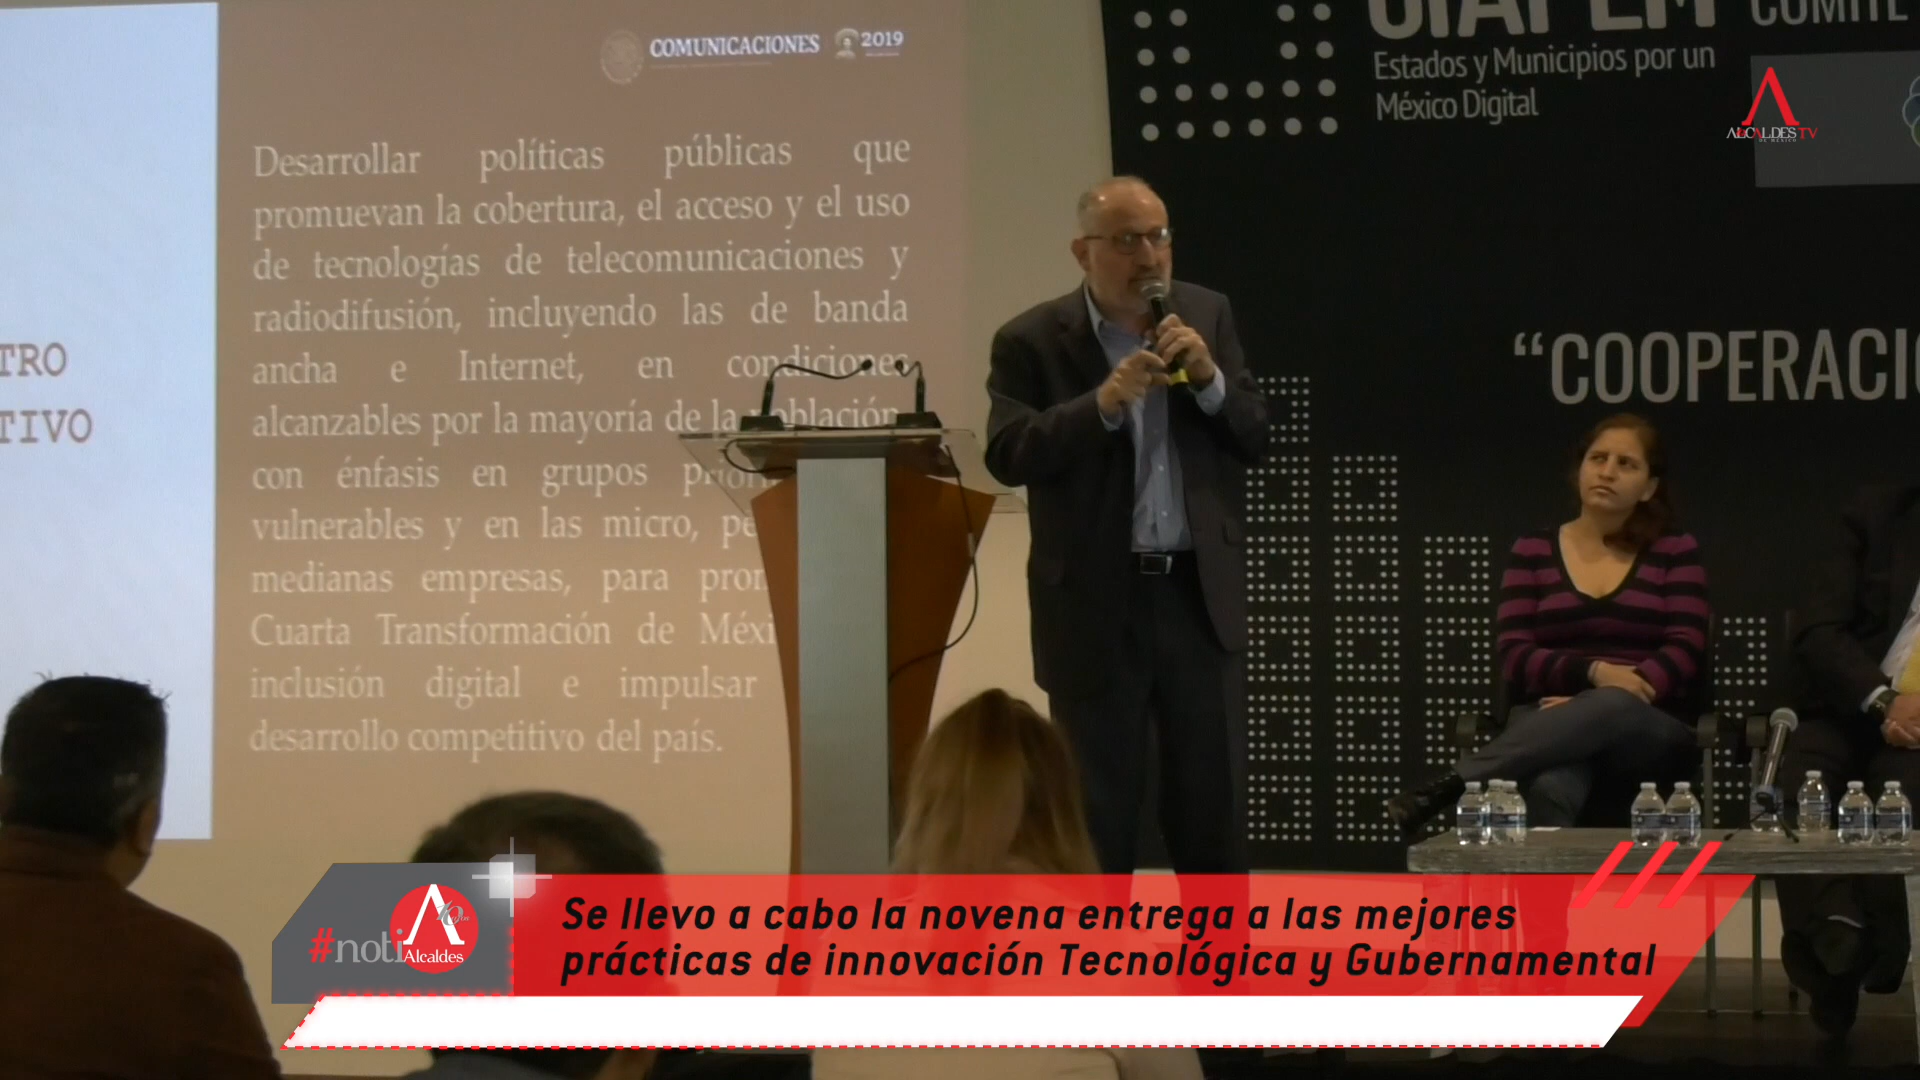 COMUNICACIONES
2019
Desarrollar políticas públicas que
promuevan la cobertura, el acceso y el uso
de tecnologías de telecomunicaciones y
radiodifusión, incluyendo las de banda
ancha e Internet, en condiciones
alcanzables por la mayoría de la población,
con énfasis en grupos
vulnerables y en las micro,
medianas empresas, para
Cuarta Transformación de
inclusión digital e impulsar
desarrollo competitivo del país.
TRO
TIVO
Estados y Municipios por un
México Digital
ALCALDES TV
DE MÉXICO
“COOPERACIO
#noti
Alcaldes
Se llevo a cabo la novena entrega a las mejores
prácticas de innovación Tecnológica y Gubernamental